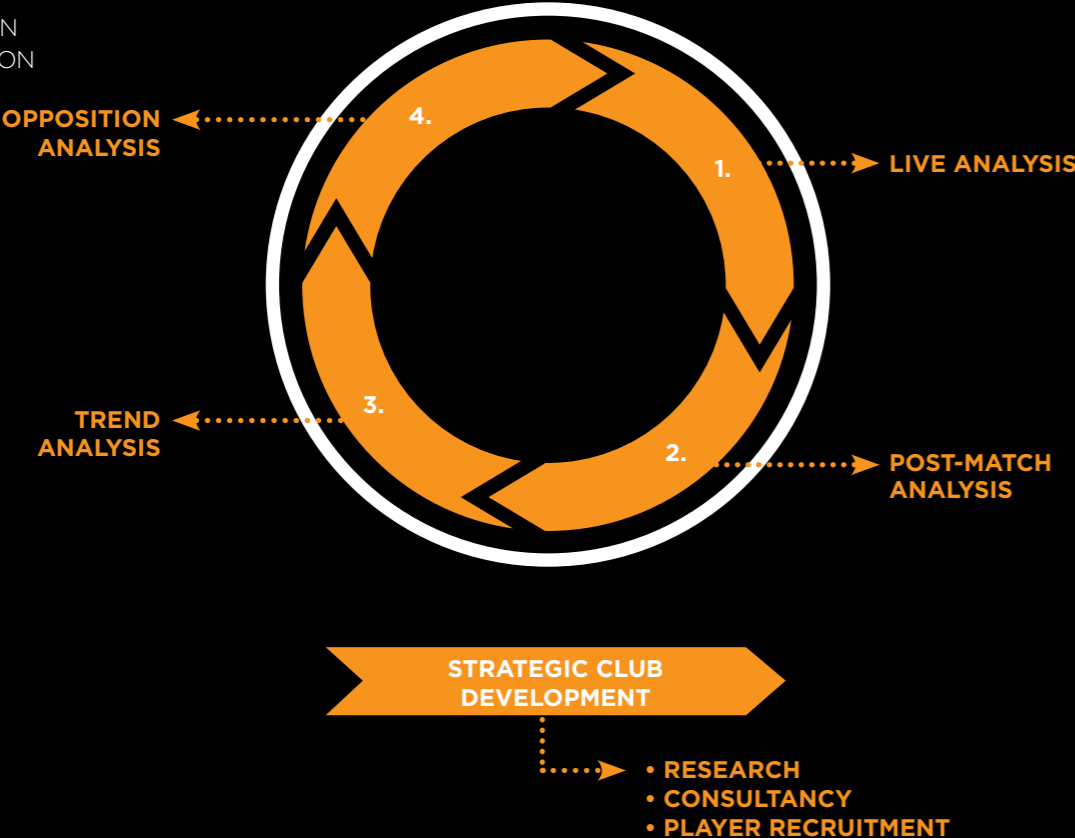 ON
OPPOSITION
ANALYSIS
4.
1.
LIVE ANALYSIS
TREND
ANALYSIS
3.
2.
POST-MATCH
ANALYSIS
STRATEGIC CLUB
DEVELOPMENT
• RESEARCH
• CONSULTANCY
• PLAYER RECRUITMENT